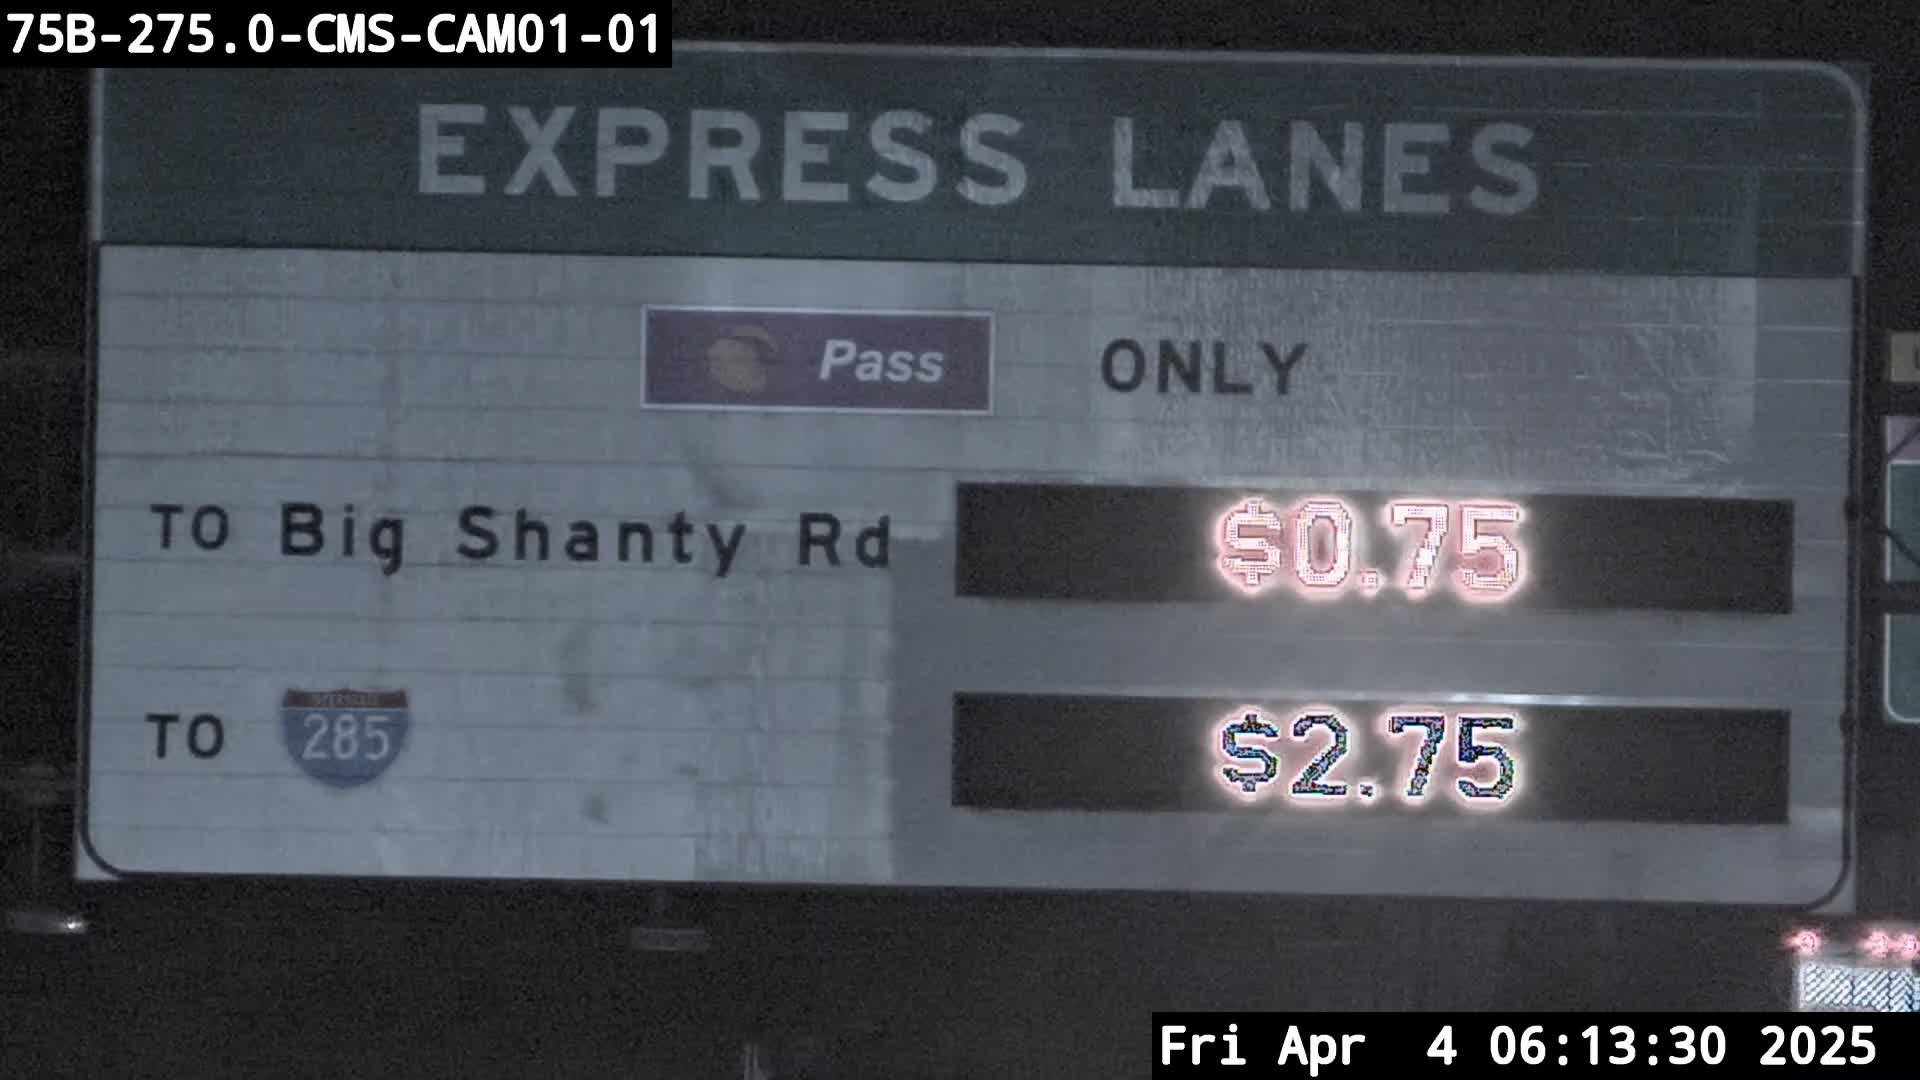 75B-275.0-CMS-CAM01-01
EXPRESS LANES
Pass ONLY
TO Big Shanty Rd $0.75
TO INTERSTATE 285 $2.75
Fri Apr 4 06:13:30 2025